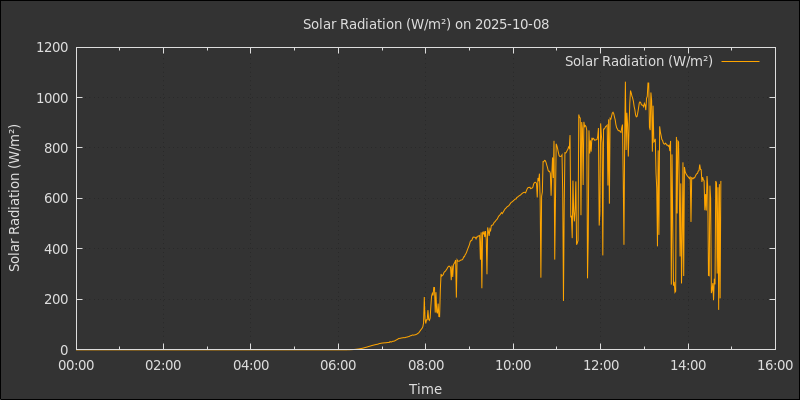 Solar Radiation (W/m²) on 2025-10-08
Solar Radiation (W/m²)
Solar Radiation (W/m²)
1200
1000
800
600
400
200
0
00:00 02:00 04:00 06:00 08:00 10:00 12:00 14:00 16:00
Time